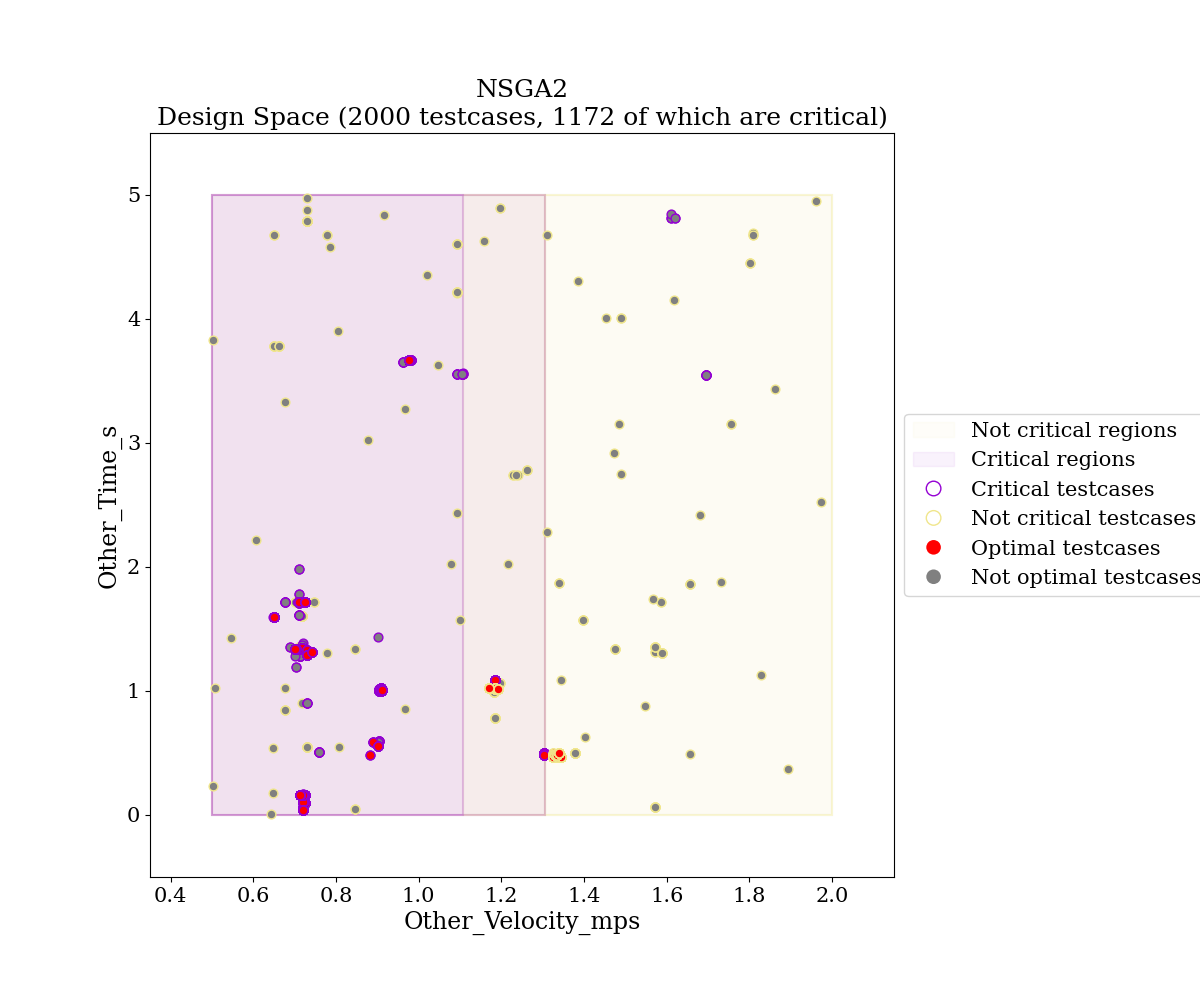 NSGA2
Design Space (2000 testcases, 1172 of which are critical)
5
4
3
2
1
0
Other_Time_s
0.4
0.6
0.8
1.0
1.2
1.4
1.6
1.8
2.0
Other_Velocity_mps
Not critical regions
Critical regions
Critical testcases
Not critical testcases
Optimal testcases
Not optimal testcases